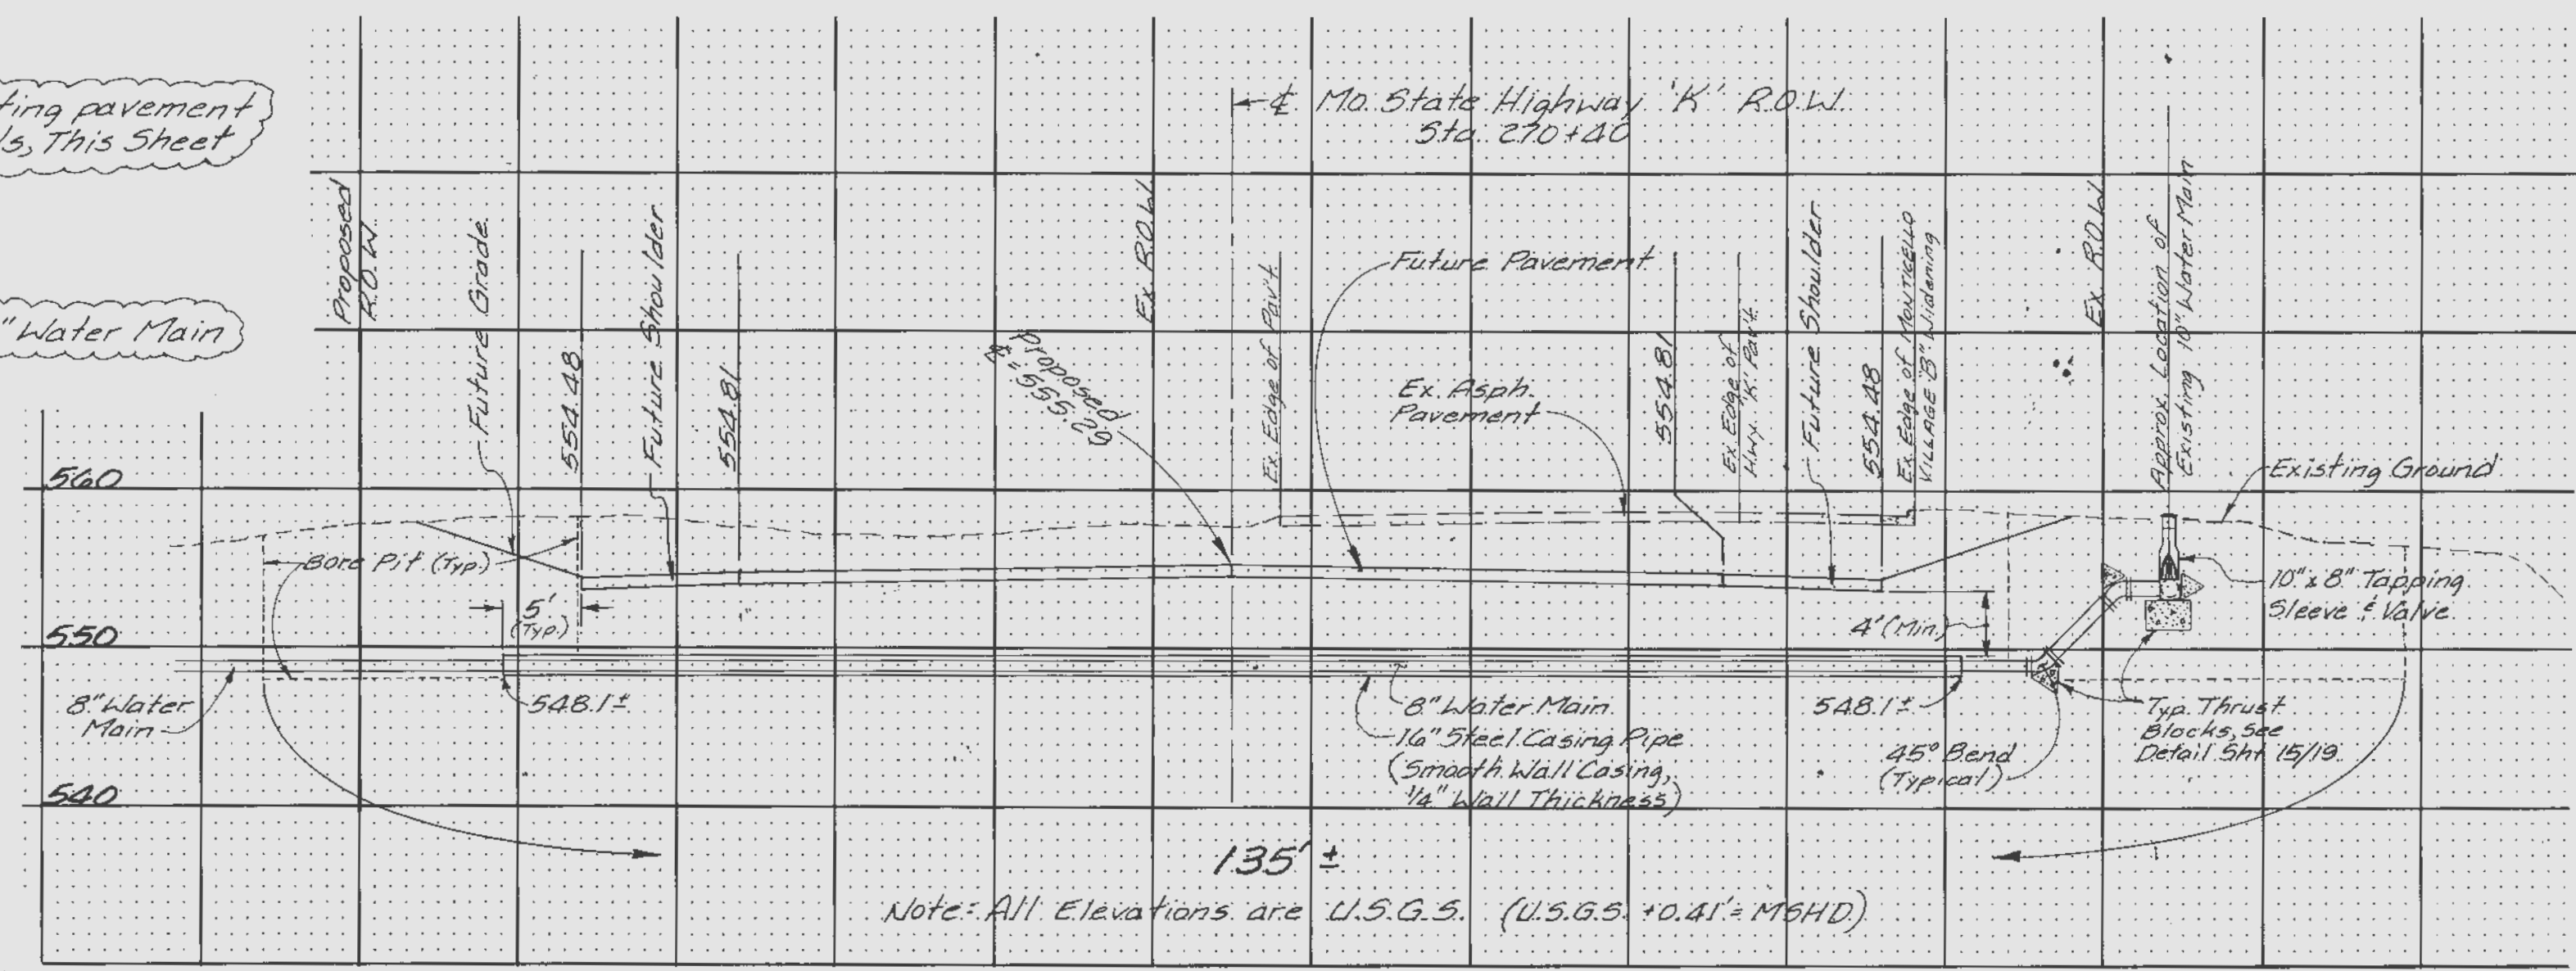 ting pavement
ls, This Sheet
" Water Main
℄ Mo. State Highway 'K' R.O.W.
Sta. 270+40
Proposed
R.O.W.
Future Grade
554.48
Future Shoulder
554.81
Proposed
℄ 555.29
Ex. R.O.W.
Ex. Edge of Pav't.
Future Pavement
Ex. Asph.
Pavement
554.81
Ex. Edge of
Hwy. 'K' Pav't.
Future Shoulder
554.48
Ex. Edge of MONTICELLO
VILLAGE "B" Widening
Ex. R.O.W.
Approx. Location of
Existing 10" Water Main
560
Existing Ground
Bore Pit (Typ.)
5'
(Typ.)
10" x 8" Tapping
Sleeve & Valve
550
4' (Min.)
8" Water
Main
548.1±
8" Water Main
16" Steel Casing Pipe
(Smooth Wall Casing,
1/4" Wall Thickness)
548.1±
45° Bend
(Typical)
Typ. Thrust
Blocks, See
Detail Sht 15/19
540
135' ±
Note: All Elevations are U.S.G.S. (U.S.G.S. +0.41' = MSHD)